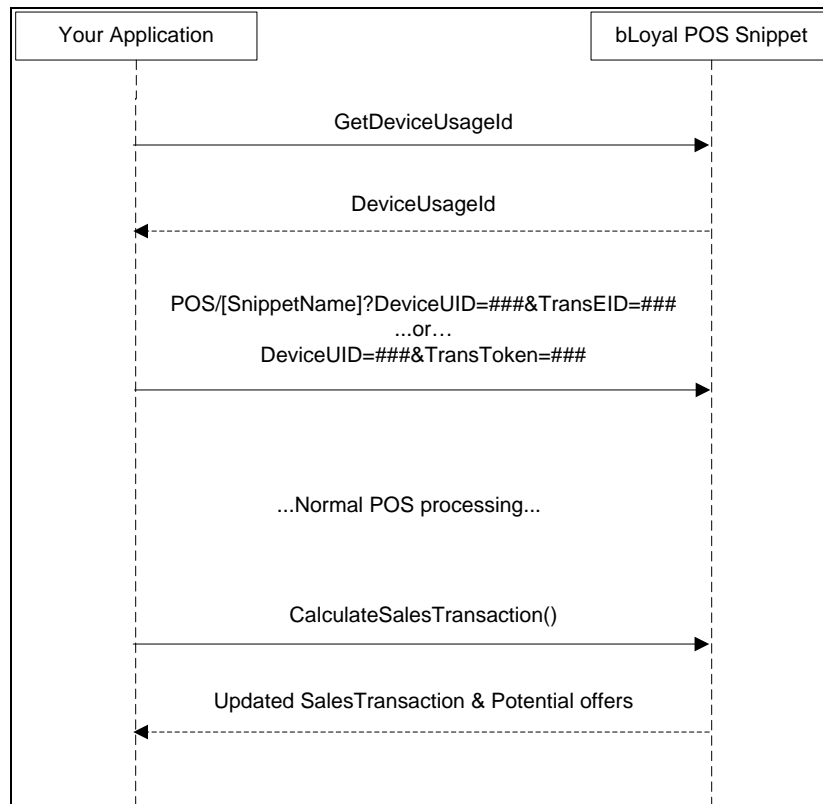 Your Application
bLoyal POS Snippet
GetDeviceUsageId
DeviceUsageId
POS/[SnippetName]?DeviceUID=###&TransEID=###
...or…
DeviceUID=###&TransToken=###
...Normal POS processing...
CalculateSalesTransaction()
Updated SalesTransaction & Potential offers